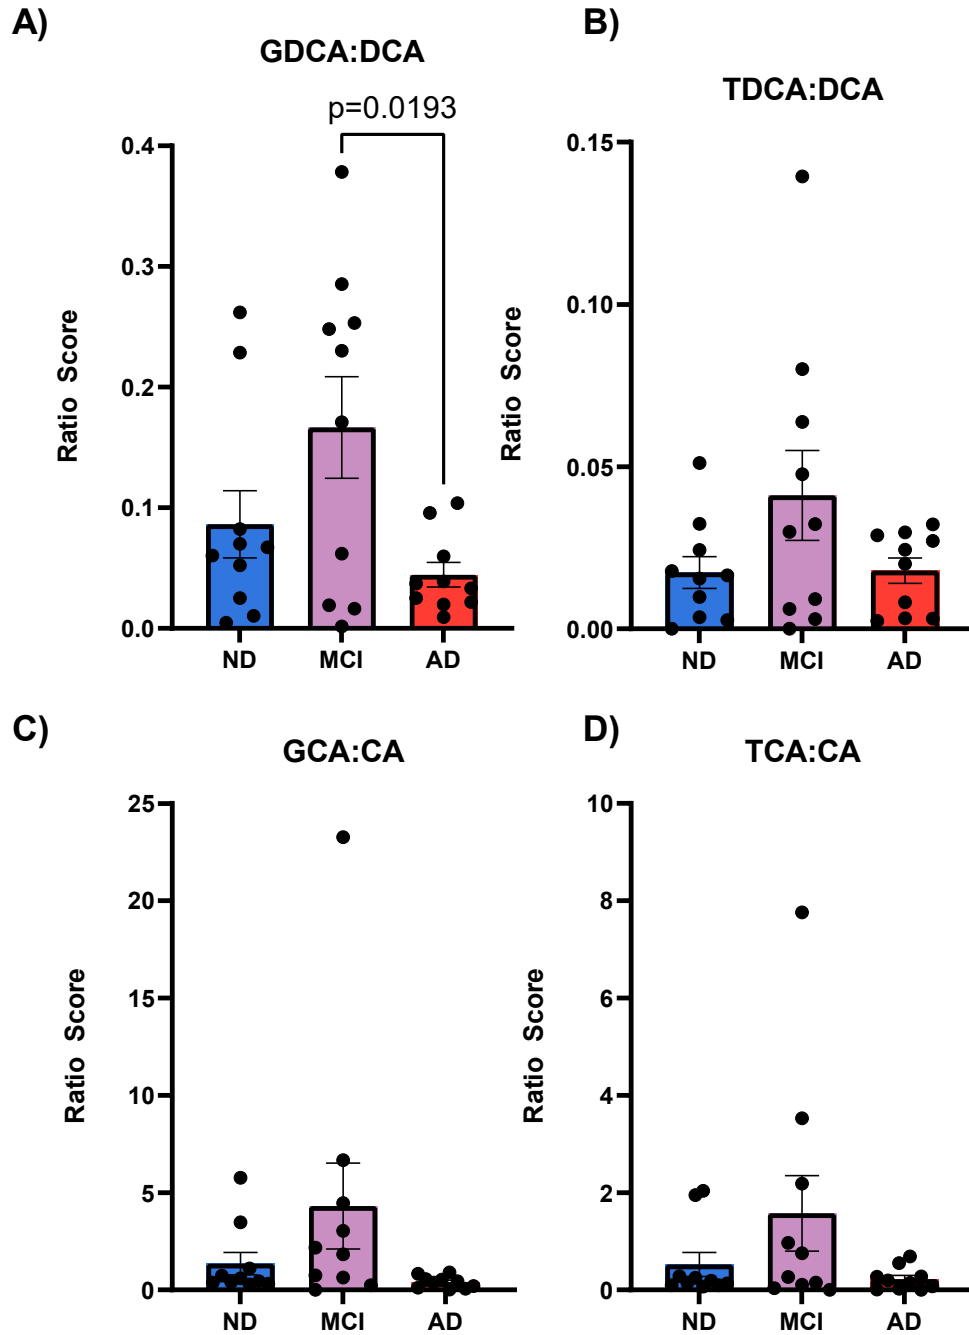 A)
GDCA:DCA
p=0.0193
0.4
0.3
0.2
0.1
0.0
Ratio Score
ND
MCI
AD
B)
TDCA:DCA
0.15
0.10
0.05
0.00
Ratio Score
ND
MCI
AD
C)
GCA:CA
25
20
15
10
5
0
Ratio Score
ND
MCI
AD
D)
TCA:CA
10
8
6
4
2
0
Ratio Score
ND
MCI
AD